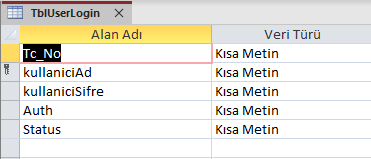 TblUserLogin
Alan Adı Veri Türü
Tc_No Kısa Metin
kullaniciAd Kısa Metin
kullaniciSifre Kısa Metin
Auth Kısa Metin
Status Kısa Metin